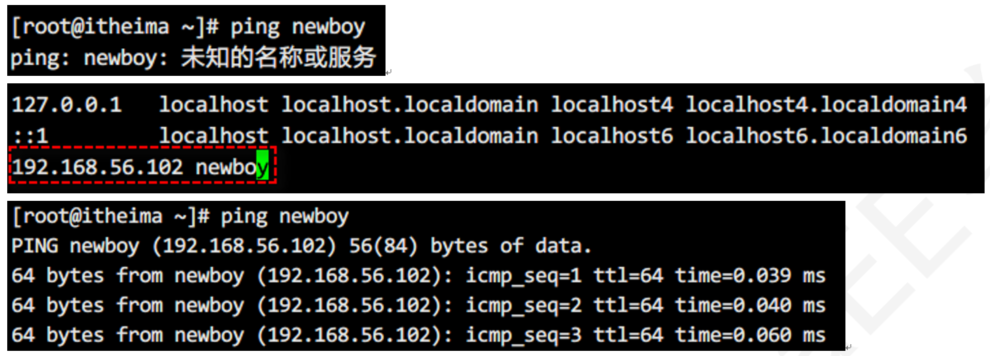 [root@itheima ~]# ping newboy
ping: newboy: 未知的名称或服务
127.0.0.1   localhost localhost.localdomain localhost4 localhost4.localdomain4
::1         localhost localhost.localdomain localhost6 localhost6.localdomain6
192.168.56.102 newboy
[root@itheima ~]# ping newboy
PING newboy (192.168.56.102) 56(84) bytes of data.
64 bytes from newboy (192.168.56.102): icmp_seq=1 ttl=64 time=0.039 ms
64 bytes from newboy (192.168.56.102): icmp_seq=2 ttl=64 time=0.040 ms
64 bytes from newboy (192.168.56.102): icmp_seq=3 ttl=64 time=0.060 ms